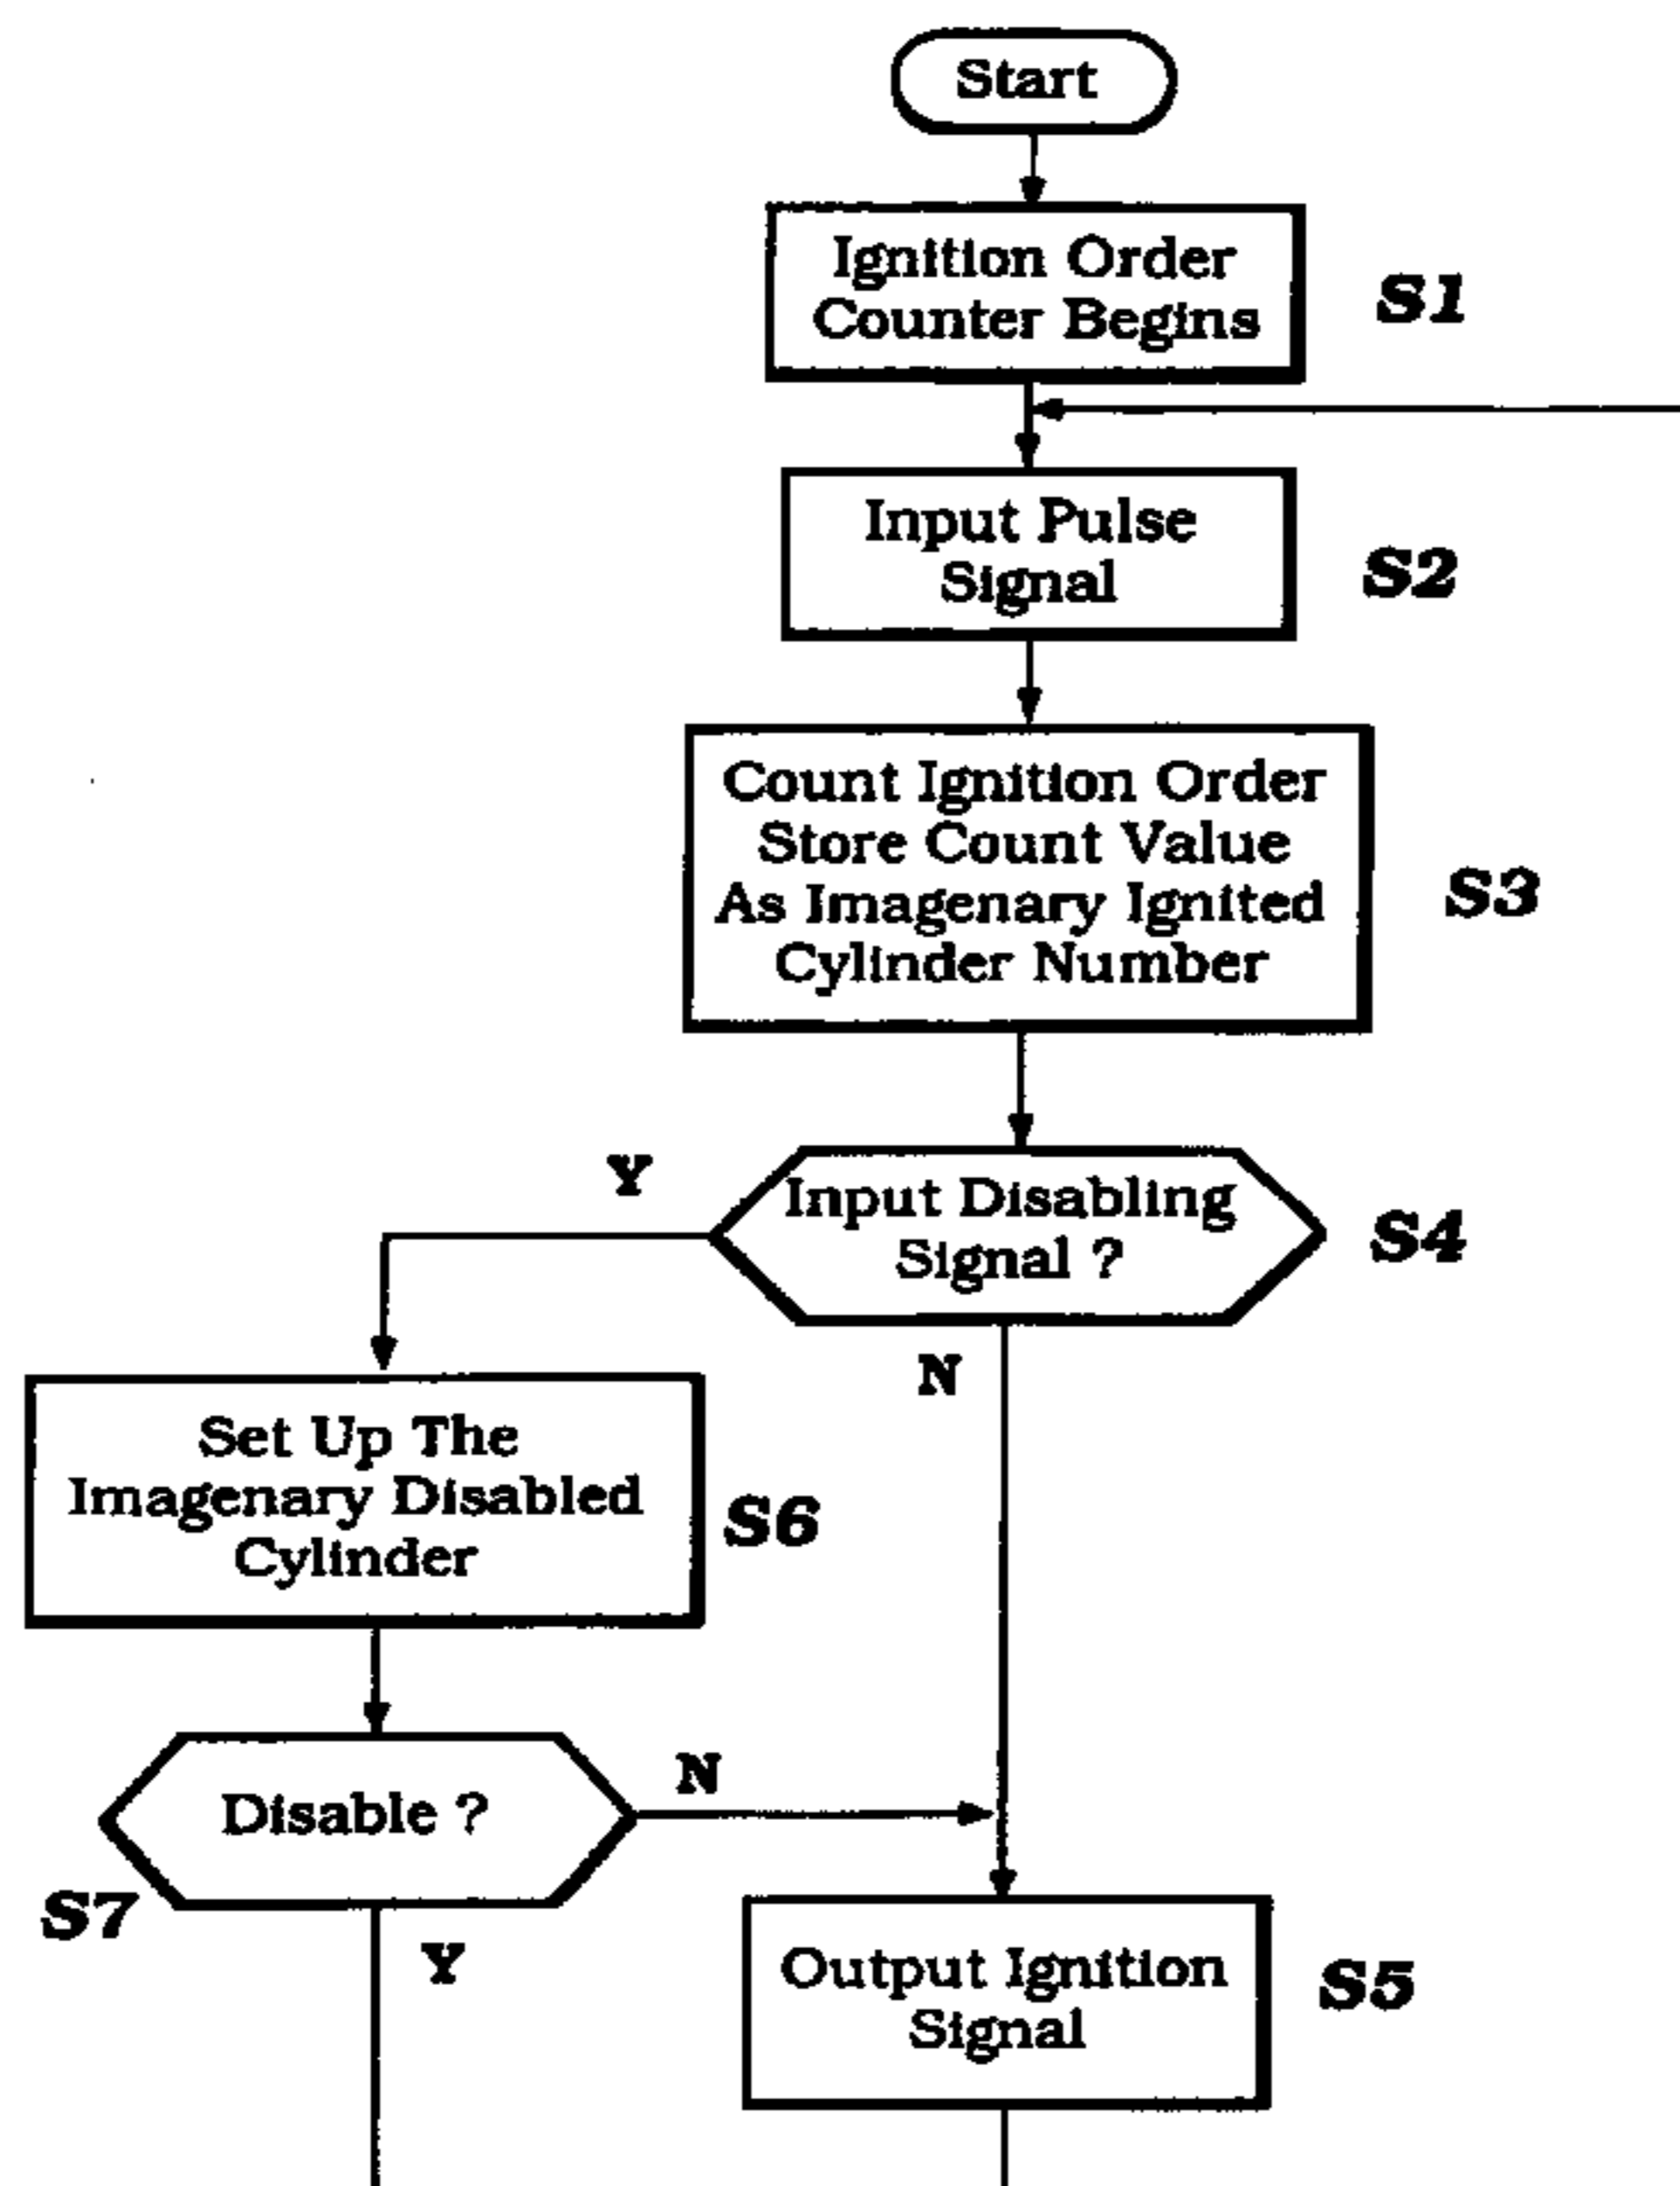 Start
Ignition Order
Counter Begins
S1
Input Pulse
Signal
S2
Count Ignition Order
Store Count Value
As Imagenary Ignited
Cylinder Number
S3
Y
Input Disabling
Signal ?
S4
N
Set Up The
Imagenary Disabled
Cylinder
S6
Disable ?
N
S7
Y
Output Ignition
Signal
S5